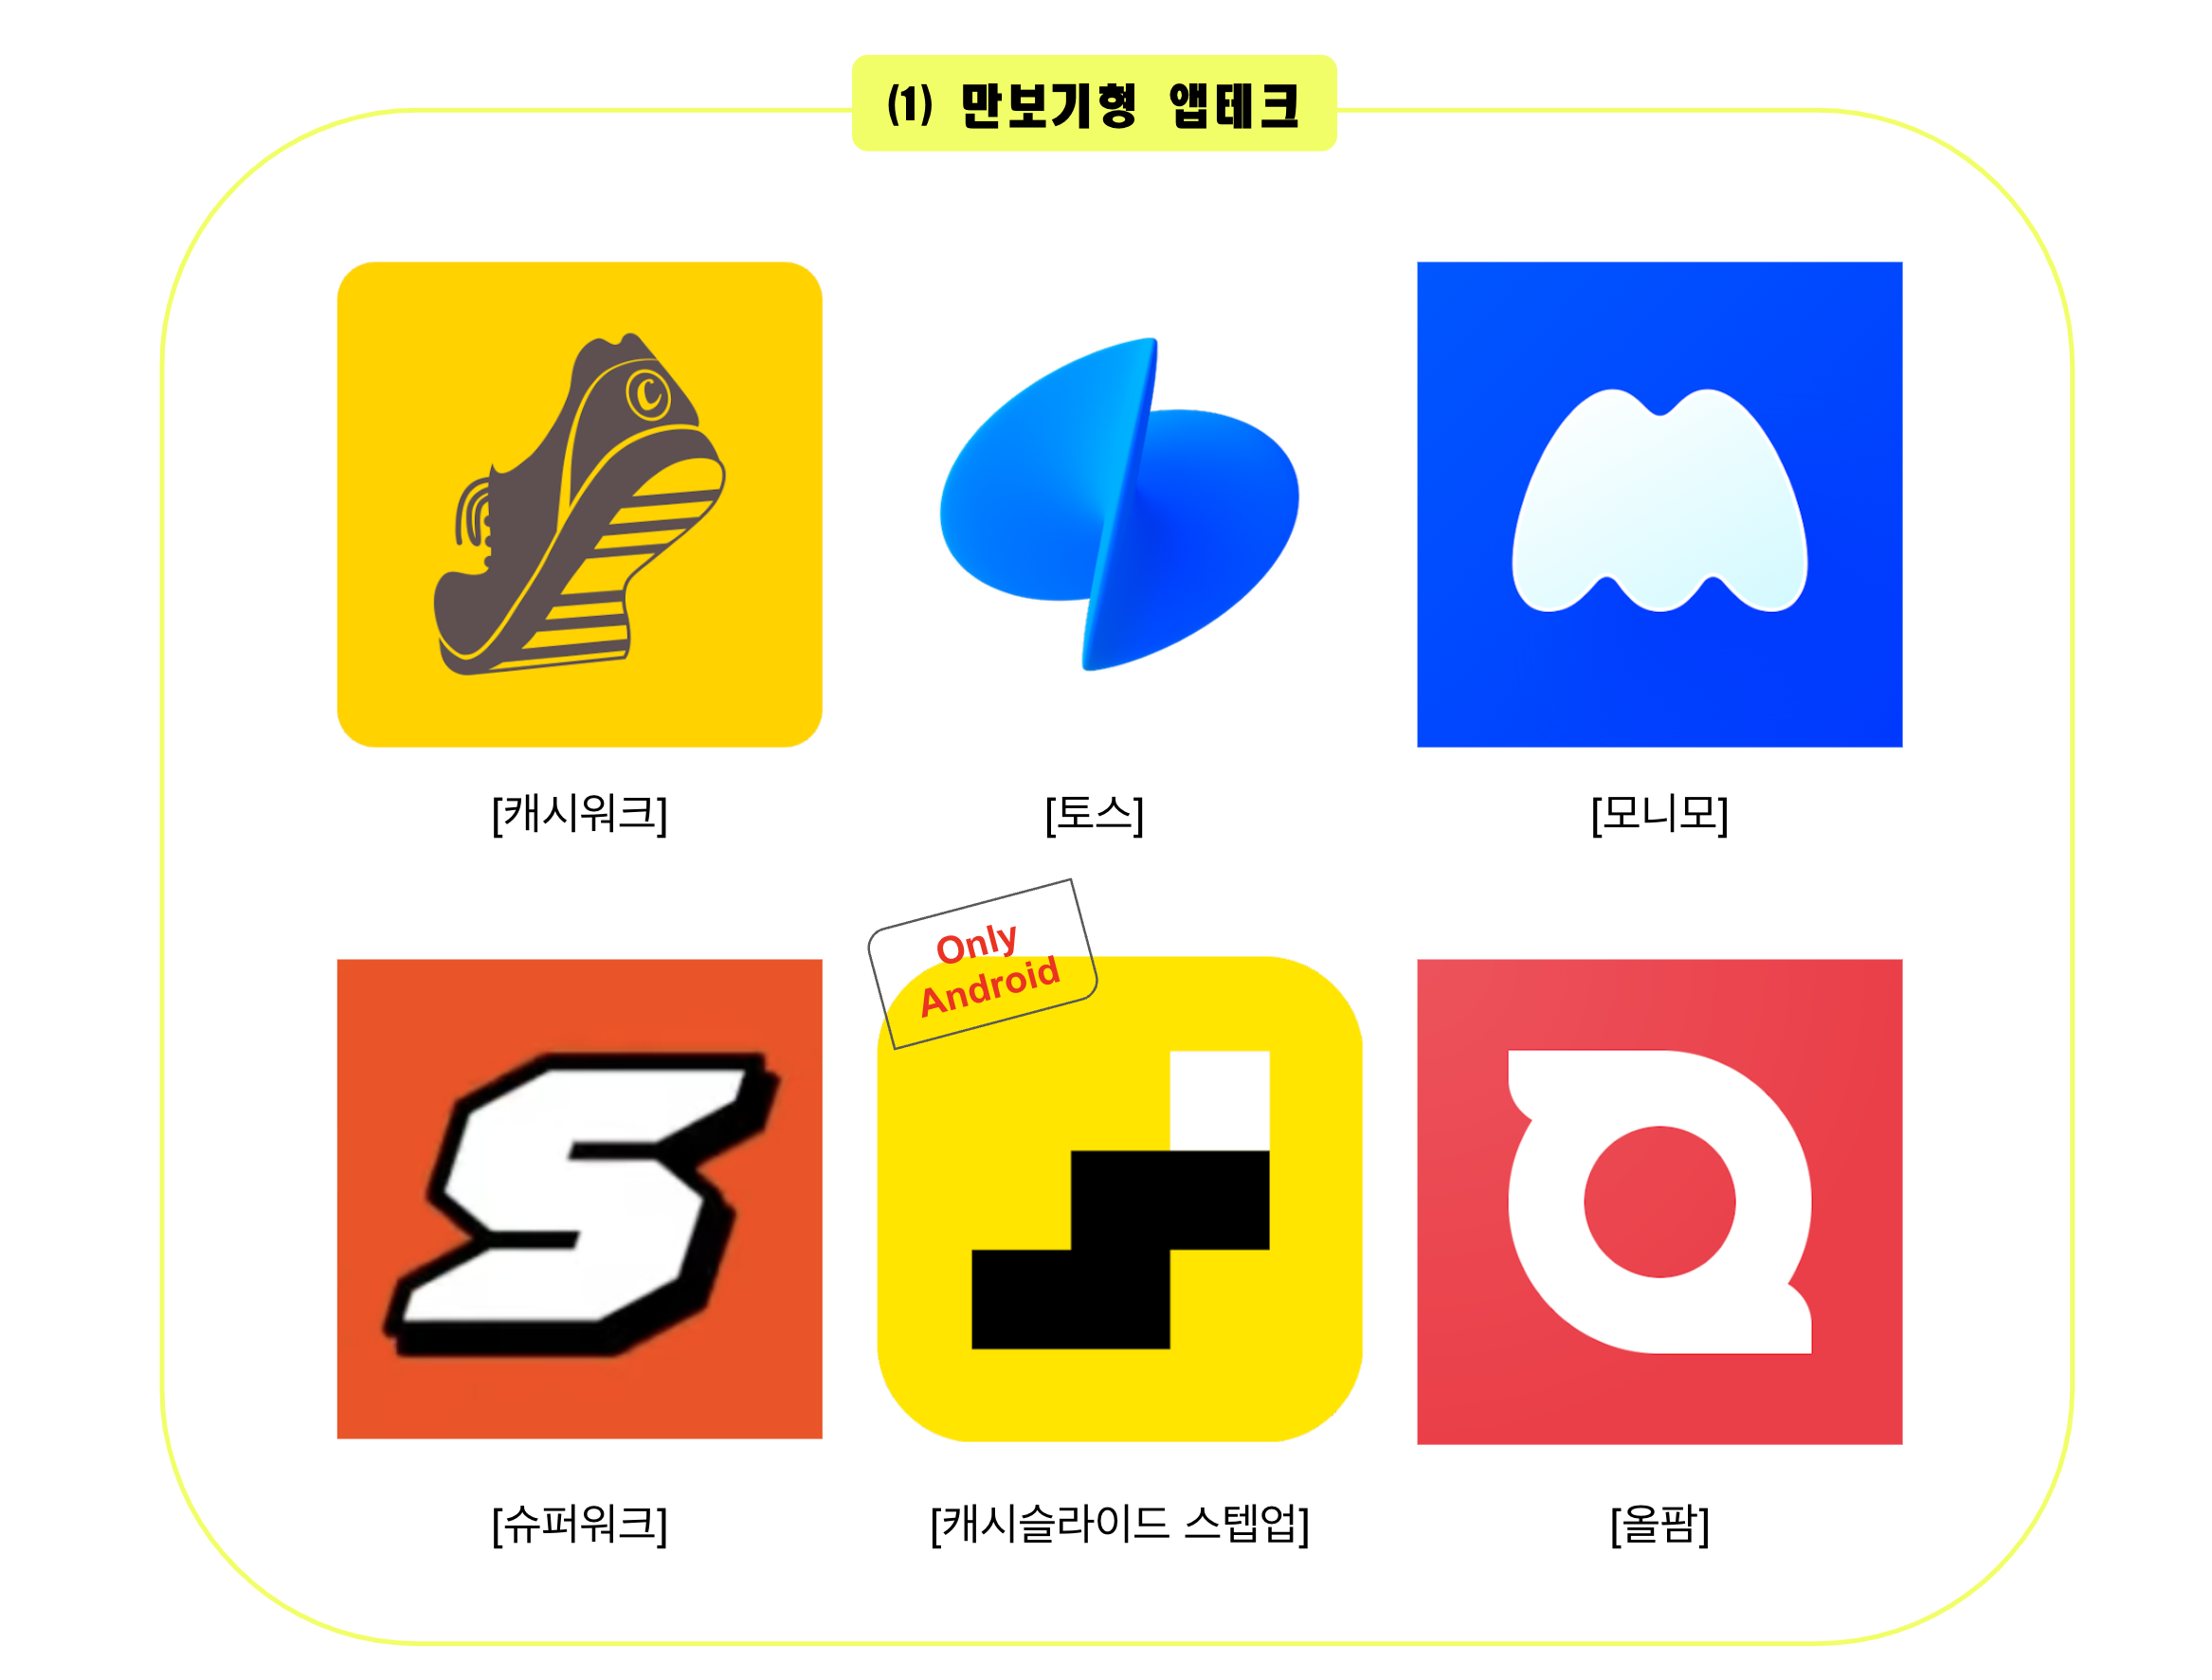 (1) 만보기형 앱테크
©
[캐시워크]
[토스]
[모니모]
Only
Android
[슈퍼워크]
[캐시슬라이드 스텝업]
[올팜]